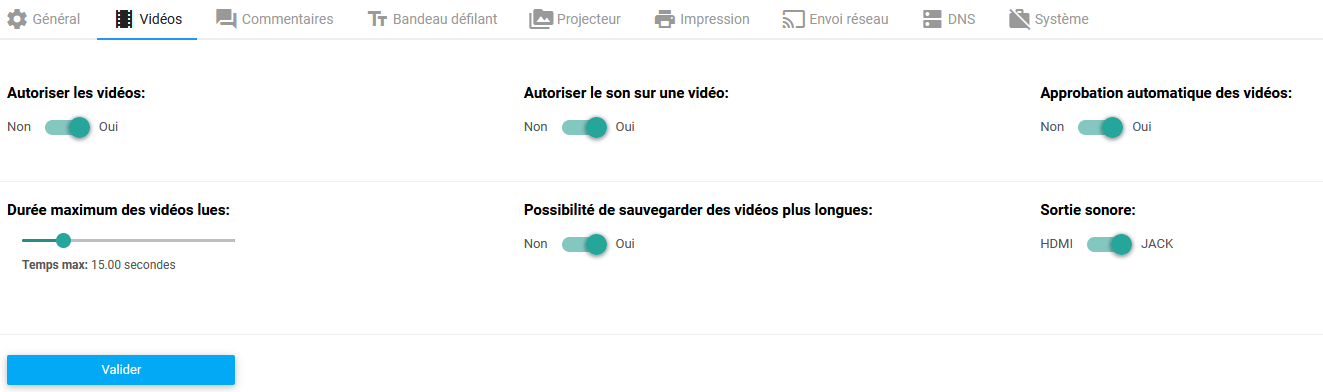 Général Vidéos Commentaires Bandeau défilant Projecteur Impression Envoi réseau DNS Système
Autoriser les vidéos: Autoriser le son sur une vidéo: Approbation automatique des vidéos:
Non Oui Non Oui Non Oui
Durée maximum des vidéos lues: Possibilité de sauvegarder des vidéos plus longues: Sortie sonore:
Non Oui HDMI JACK
Temps max: 15.00 secondes
Valider